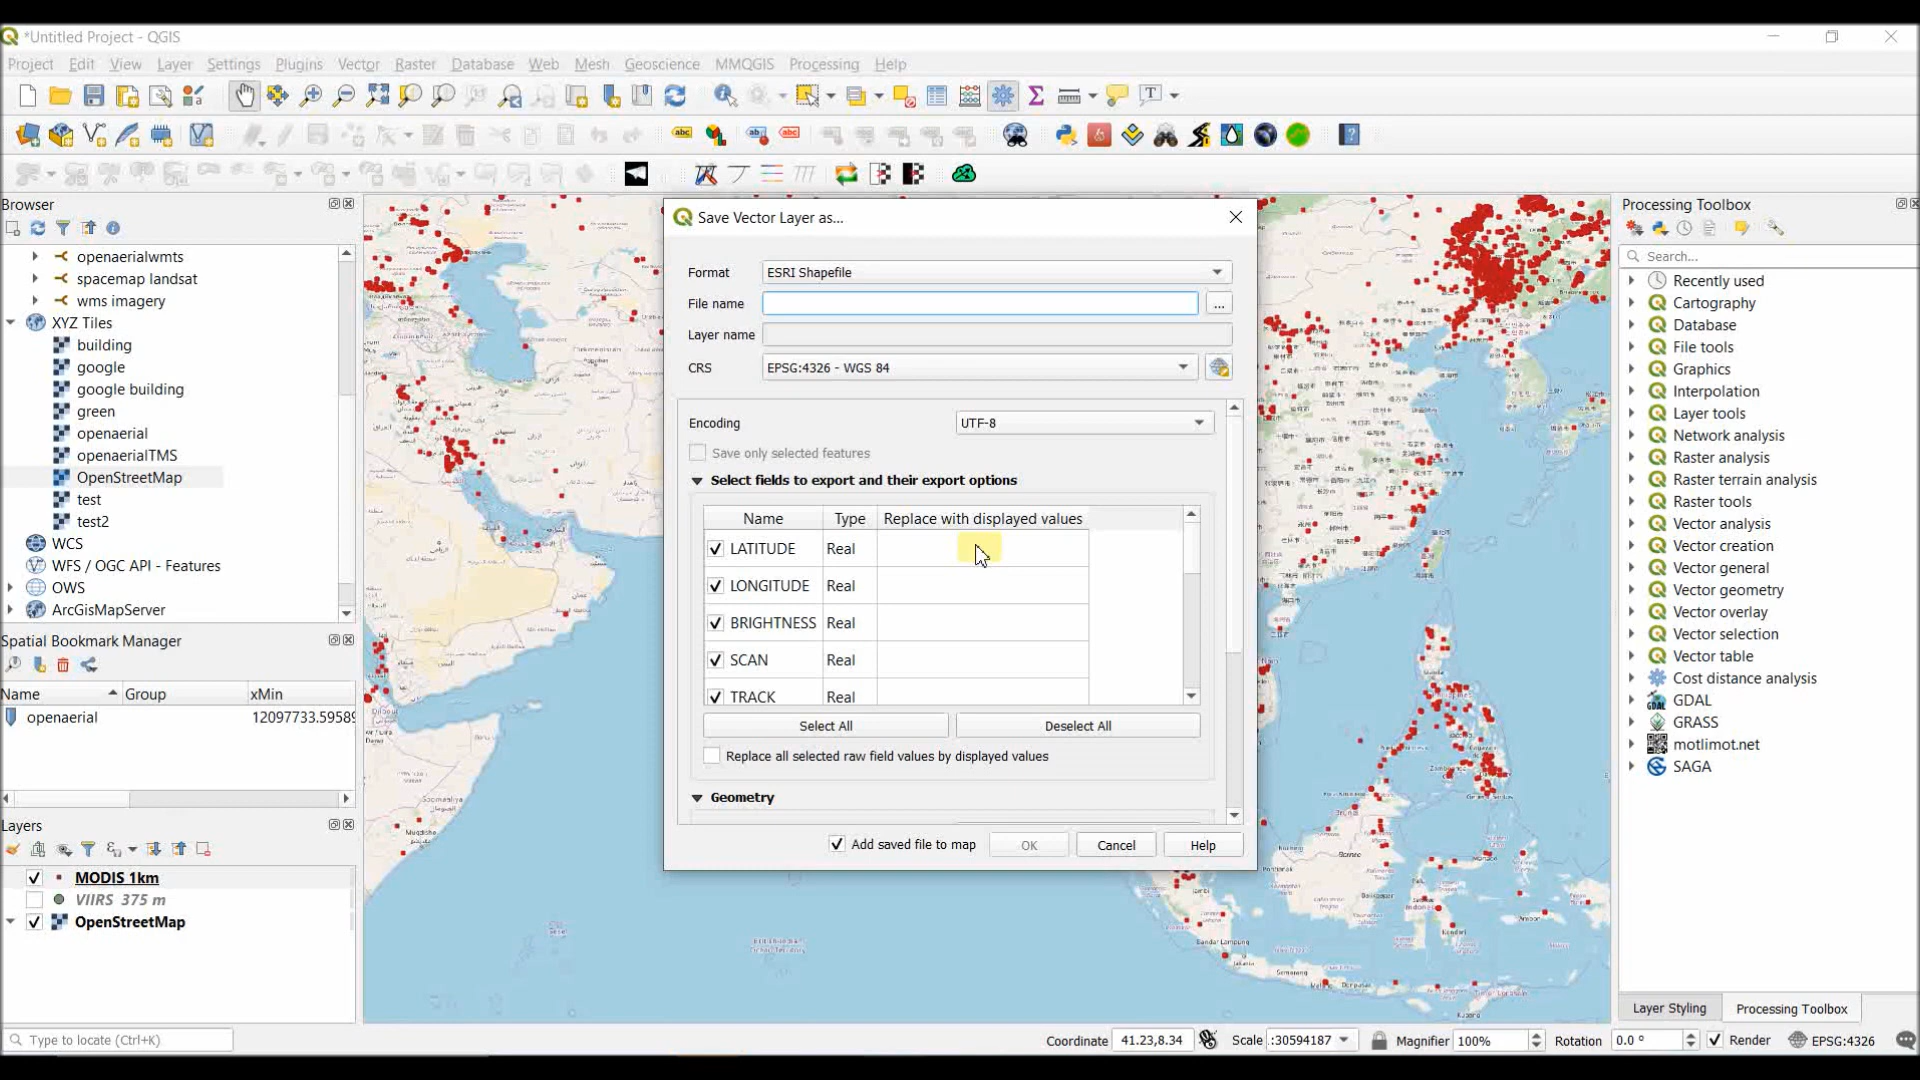 *Untitled Project - QGIS
Project Edit View Layer Settings Plugins Vector Raster Database Web Mesh Geoscience MMQGIS Processing Help
Browser
openaerialwmts
spacemap landsat
wms imagery
XYZ Tiles
building
google
google building
green
openaerial
openaerialTMS
OpenStreetMap
test
test2
WCS
WFS / OGC API - Features
OWS
ArcGisMapServer
Spatial Bookmark Manager
Name Group xMin
openaerial 12097733.5958
Layers
MODIS 1km
VIIRS 375 m
OpenStreetMap
Type to locate (Ctrl+K)
Save Vector Layer as...
Format ESRI Shapefile
File name ...
Layer name
CRS EPSG:4326 - WGS 84
Encoding UTF-8
Save only selected features
Select fields to export and their export options
Name Type Replace with displayed values
LATITUDE Real
LONGITUDE Real
BRIGHTNESS Real
SCAN Real
TRACK Real
Select All Deselect All
Replace all selected raw field values by displayed values
Geometry
Add saved file to map OK Cancel Help
Processing Toolbox
Search...
Recently used
Cartography
Database
File tools
Graphics
Interpolation
Layer tools
Network analysis
Raster analysis
Raster terrain analysis
Raster tools
Vector analysis
Vector creation
Vector general
Vector geometry
Vector overlay
Vector selection
Vector table
Cost distance analysis
GDAL
GRASS
motlimot.net
SAGA
Layer Styling Processing Toolbox
Coordinate 41.23,8.34 Scale :30594187 Magnifier 100% Rotation 0.0 ° Render EPSG:4326